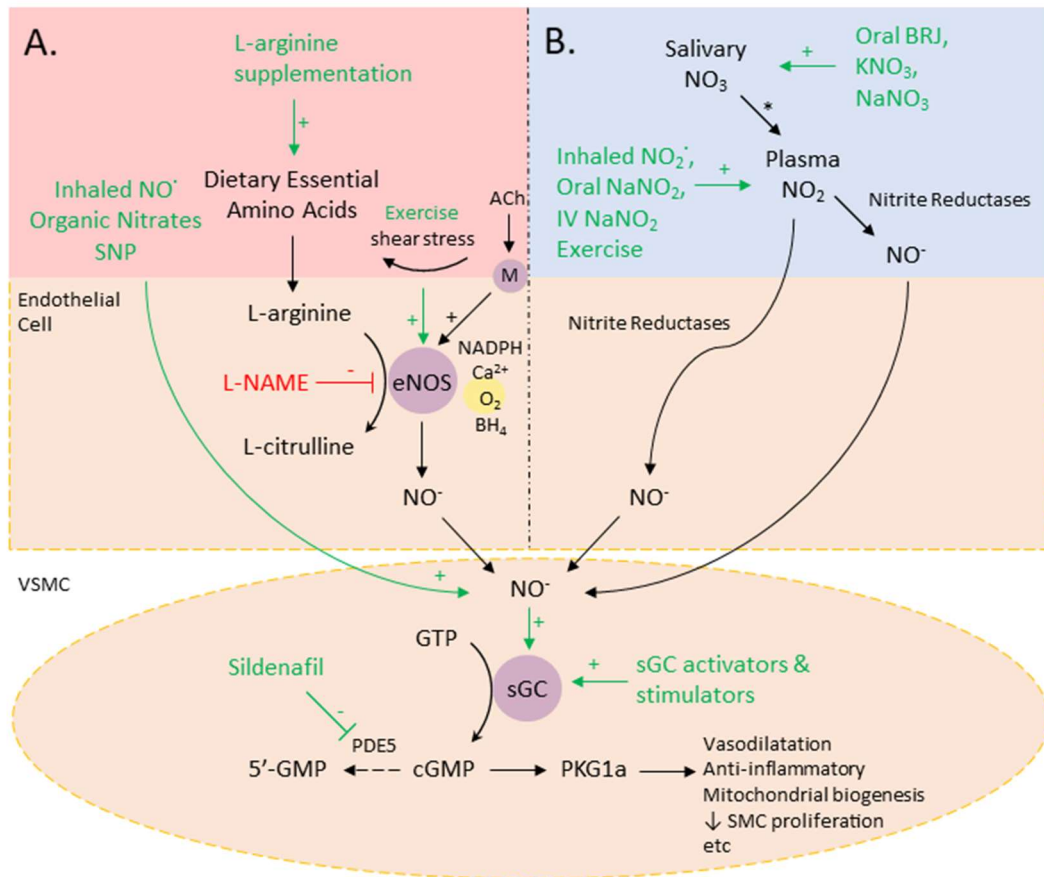 A.
L-arginine
supplementation
+
Dietary Essential
Amino Acids
Inhaled NO˙
Organic Nitrates
SNP
Exercise
shear stress
ACh
M
B.
Salivary
NO₃
+
Oral BRJ,
KNO₃,
NaNO₃
*
Inhaled NO₂˙,
Oral NaNO₂,
IV NaNO₂
Exercise
+
Plasma
NO₂
Nitrite Reductases
NO⁻
Endothelial
Cell
L-arginine
+
+
L-NAME
-
eNOS
NADPH
Ca²⁺
O₂
BH₄
L-citrulline
NO⁻
Nitrite Reductases
NO⁻
VSMC
+
NO⁻
+
GTP
sGC
+
sGC activators &
stimulators
Sildenafil
-
PDE5
5′-GMP
cGMP
PKG1a
Vasodilatation
Anti-inflammatory
Mitochondrial biogenesis
↓ SMC proliferation
etc